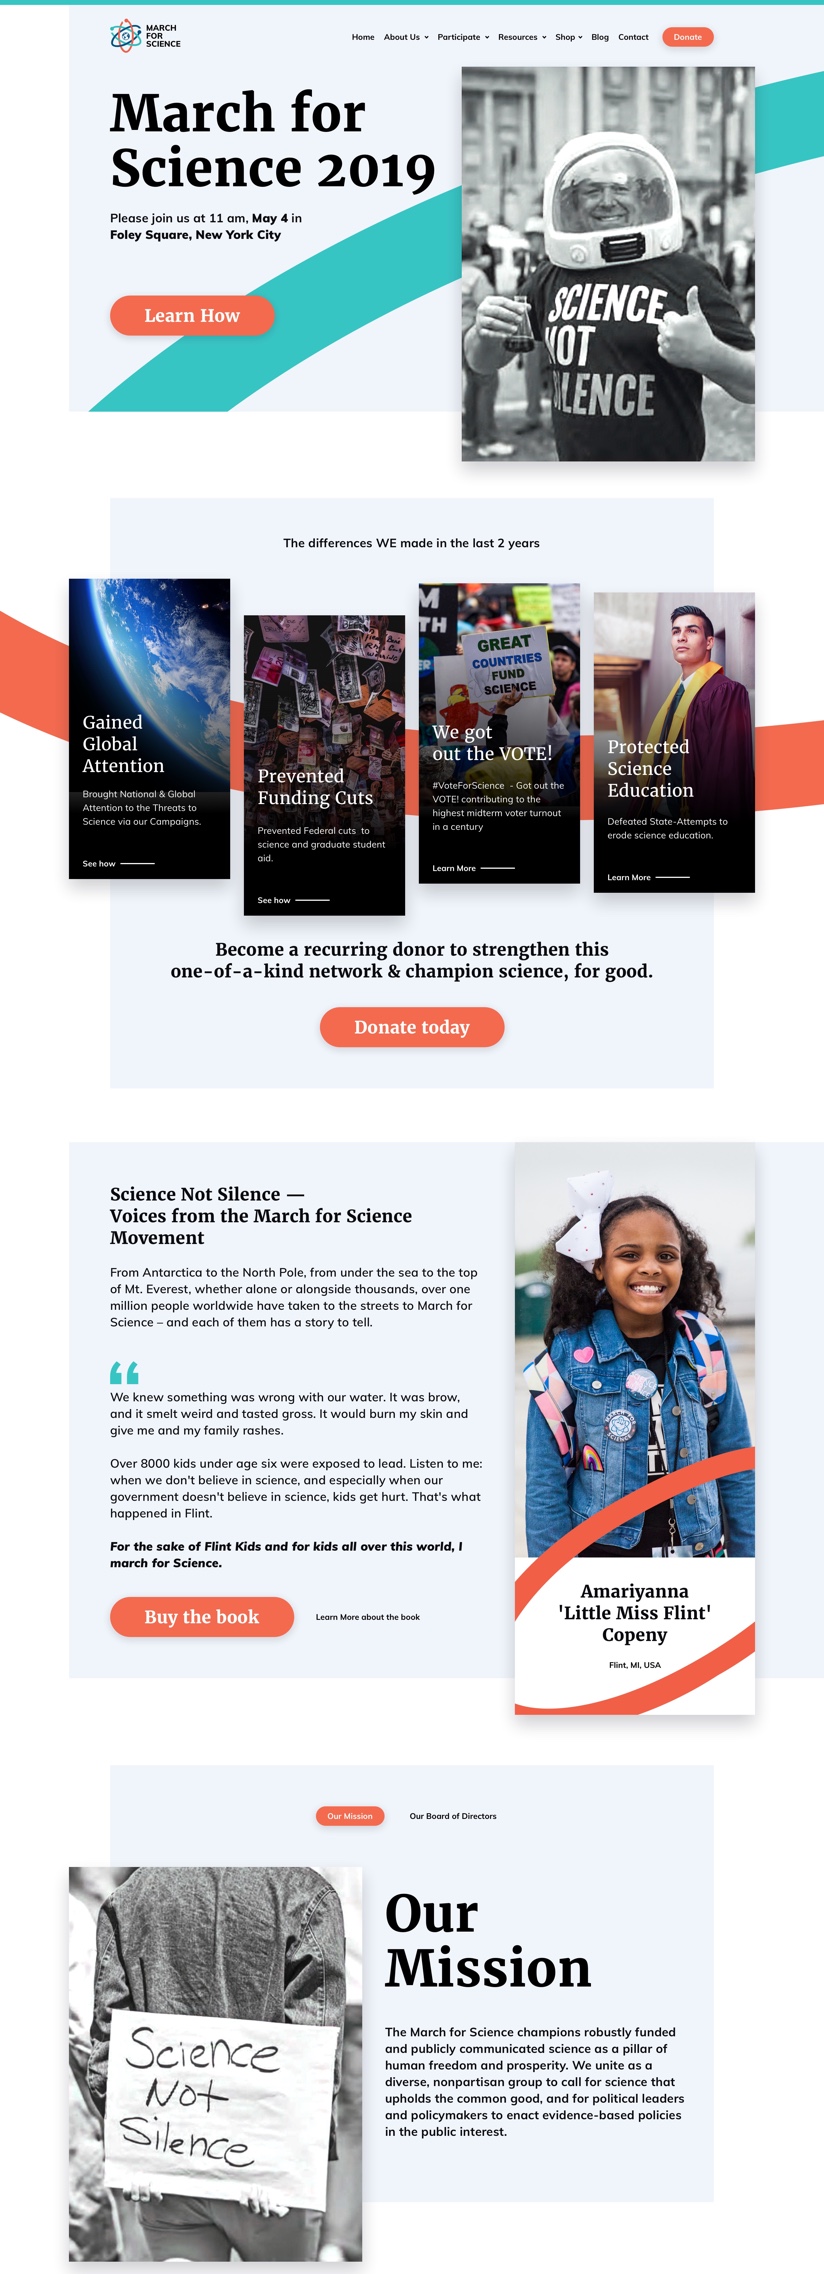 MARCH
FOR
SCIENCE
Home About Us Participate Resources Shop Blog Contact Donate
March for
Science 2019
Please join us at 11 am, May 4 in
Foley Square, New York City
Learn How
SCIENCE
NOT
SILENCE
The differences WE made in the last 2 years
Gained
Global
Attention
Brought National & Global
Attention to the Threats to
Science via our Campaigns.
See how
Prevented
Funding Cuts
Prevented Federal cuts to
science and graduate student
aid.
See how
GREAT
COUNTRIES
FUND
SCIENCE
We got
out the VOTE!
#VoteForScience - Got out the
VOTE! contributing to the
highest midterm voter turnout
in a century
Learn More
Protected
Science
Education
Defeated State-Attempts to
erode science education.
Learn More
Become a recurring donor to strengthen this
one-of-a-kind network & champion science, for good.
Donate today
Science Not Silence —
Voices from the March for Science
Movement
From Antarctica to the North Pole, from under the sea to the top
of Mt. Everest, whether alone or alongside thousands, over one
million people worldwide have taken to the streets to March for
Science – and each of them has a story to tell.
“
We knew something was wrong with our water. It was brow,
and it smelt weird and tasted gross. It would burn my skin and
give me and my family rashes.
Over 8000 kids under age six were exposed to lead. Listen to me:
when we don't believe in science, and especially when our
government doesn't believe in science, kids get hurt. That's what
happened in Flint.
For the sake of Flint Kids and for kids all over this world, I
march for Science.
Buy the book Learn More about the book
Amariyanna
'Little Miss Flint'
Copeny
Flint, MI, USA
Our Mission Our Board of Directors
Science
Not
Silence
Our
Mission
The March for Science champions robustly funded
and publicly communicated science as a pillar of
human freedom and prosperity. We unite as a
diverse, nonpartisan group to call for science that
upholds the common good, and for political leaders
and policymakers to enact evidence-based policies
in the public interest.